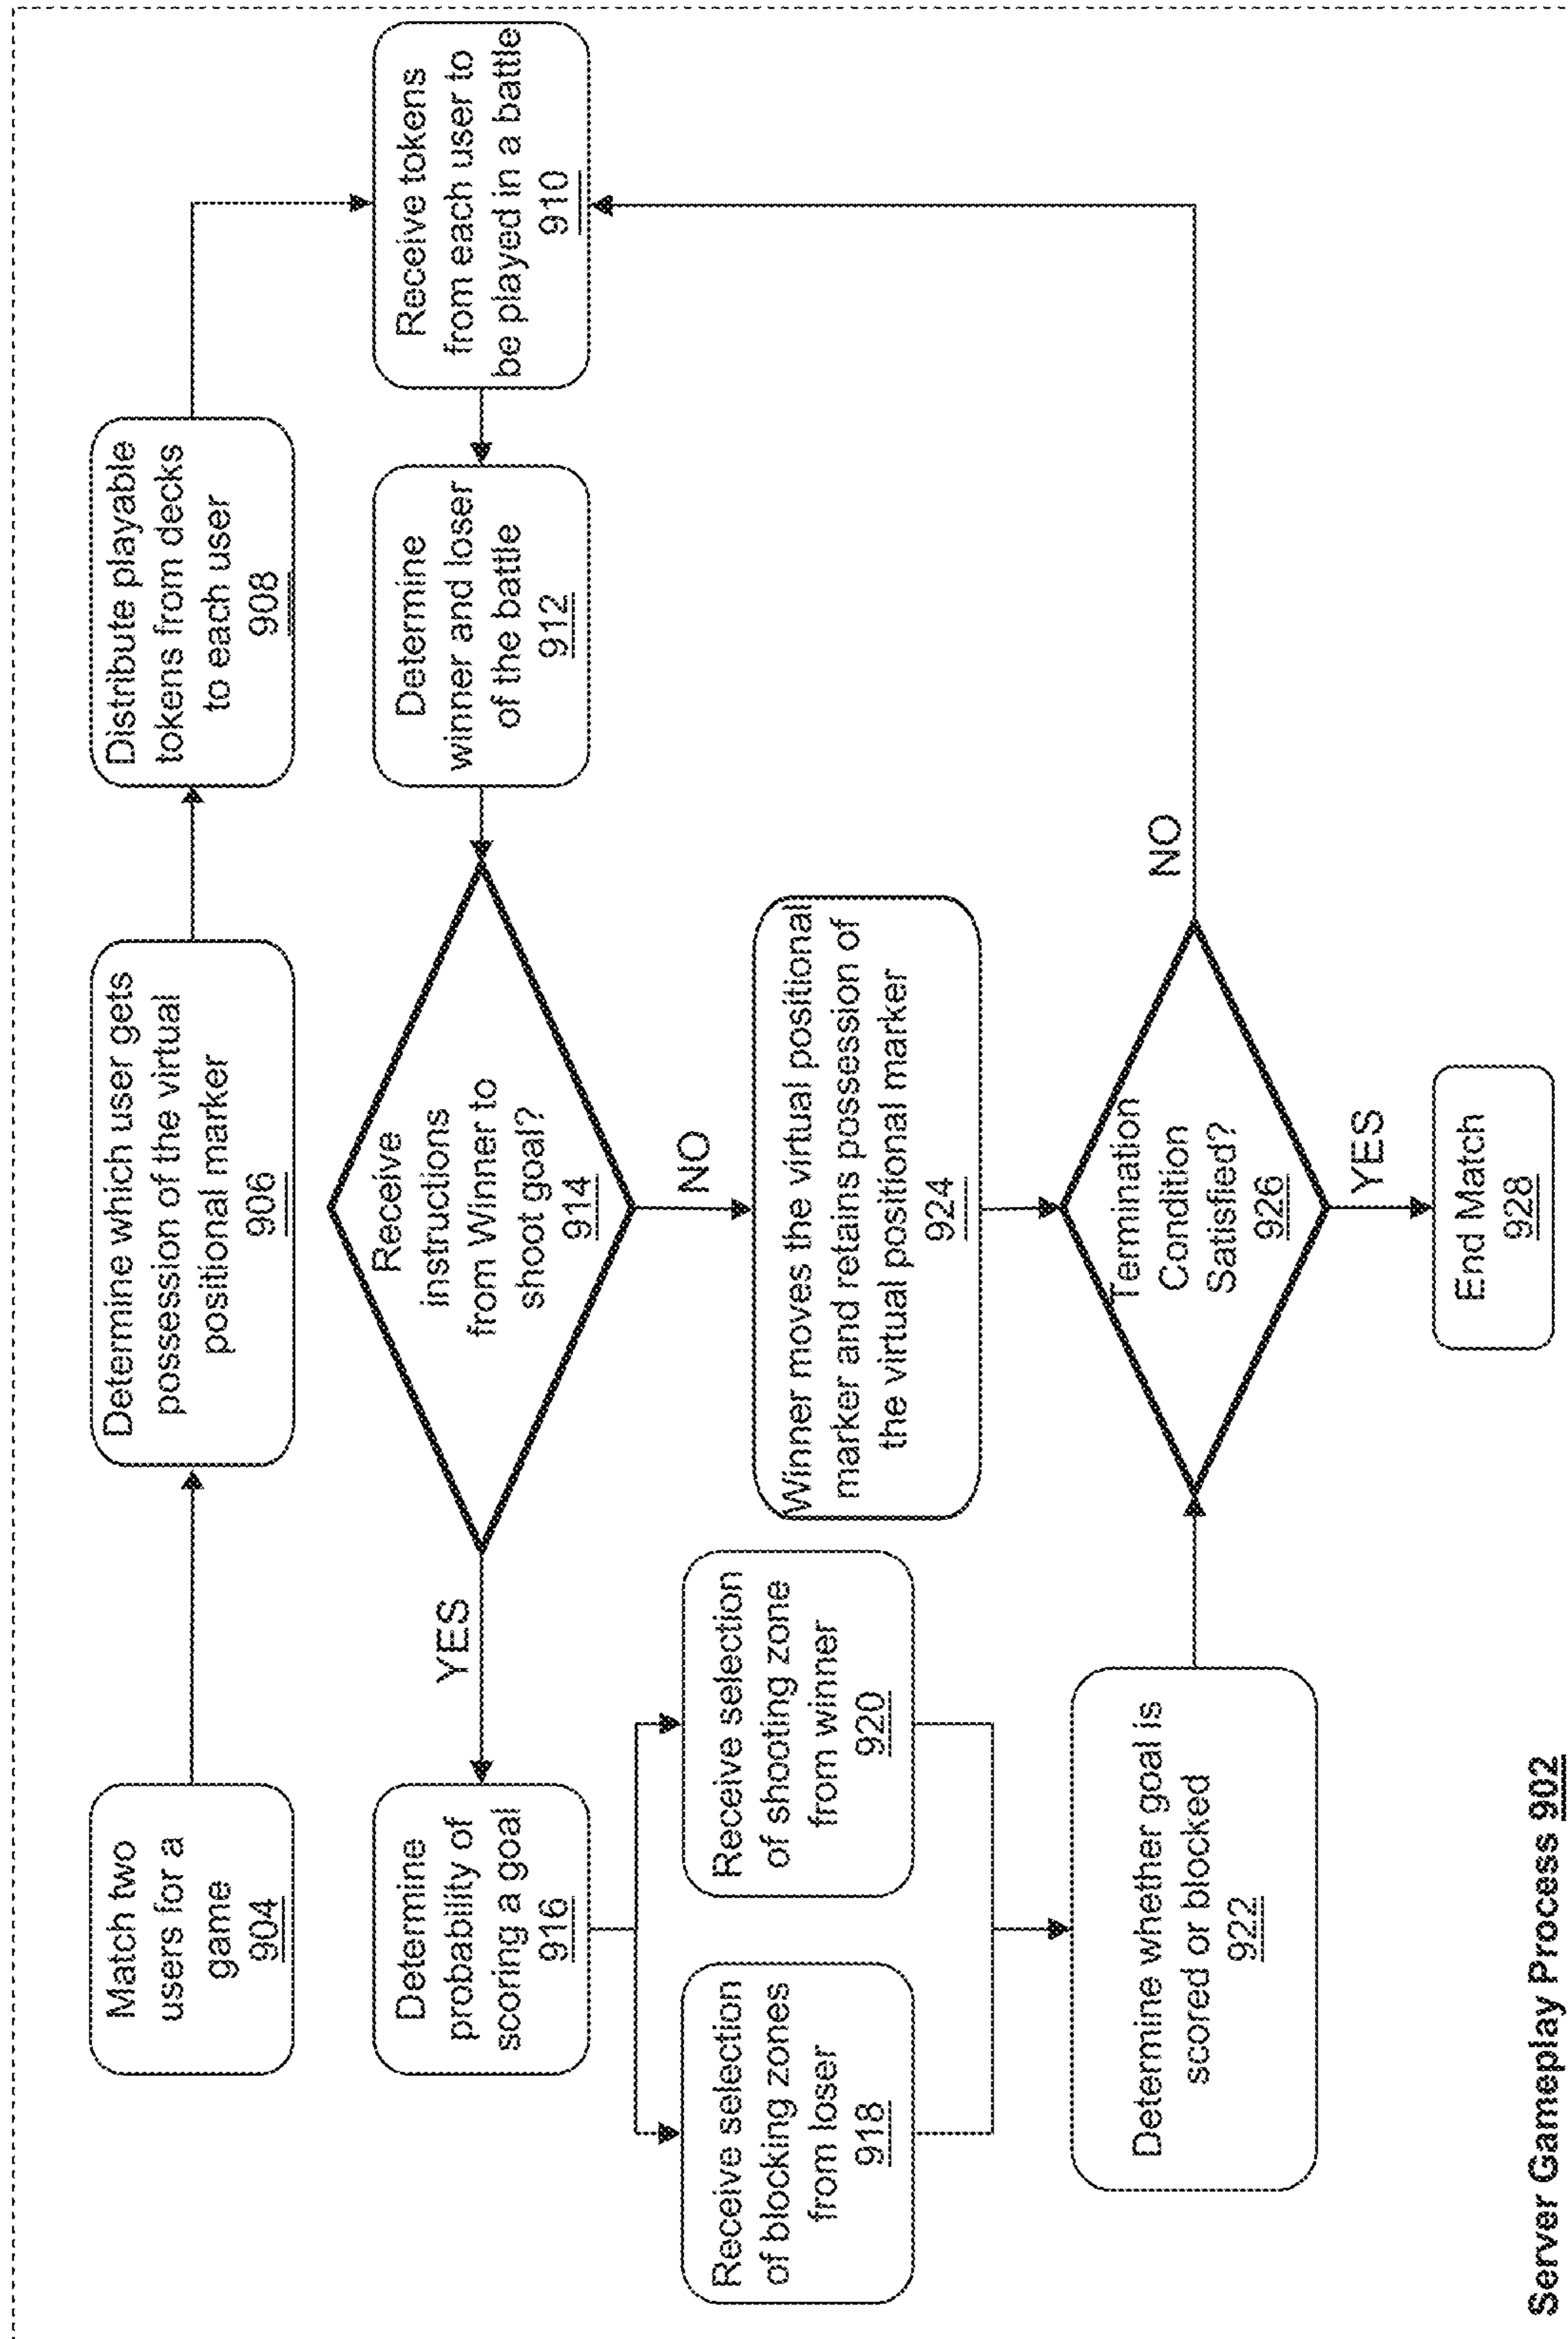 Match two
users for a
game
904
Determine which user gets
possession of the virtual
positional marker
906
Distribute playable
tokens from decks
to each user
908
Receive tokens
from each user to
be played in a battle
910
Determine
winner and loser
of the battle
912
Receive
instructions
from Winner to
shoot goal?
914
YES
NO
Determine
probability of
scoring a goal
916
Receive selection
of blocking zones
from loser
918
Receive selection
of shooting zone
from winner
920
Determine whether goal is
scored or blocked
922
Winner moves the virtual positional
marker and retains possession of
the virtual positional marker
924
Termination
Condition
Satisfied?
926
NO
YES
End Match
928
Server Gameplay Process 902